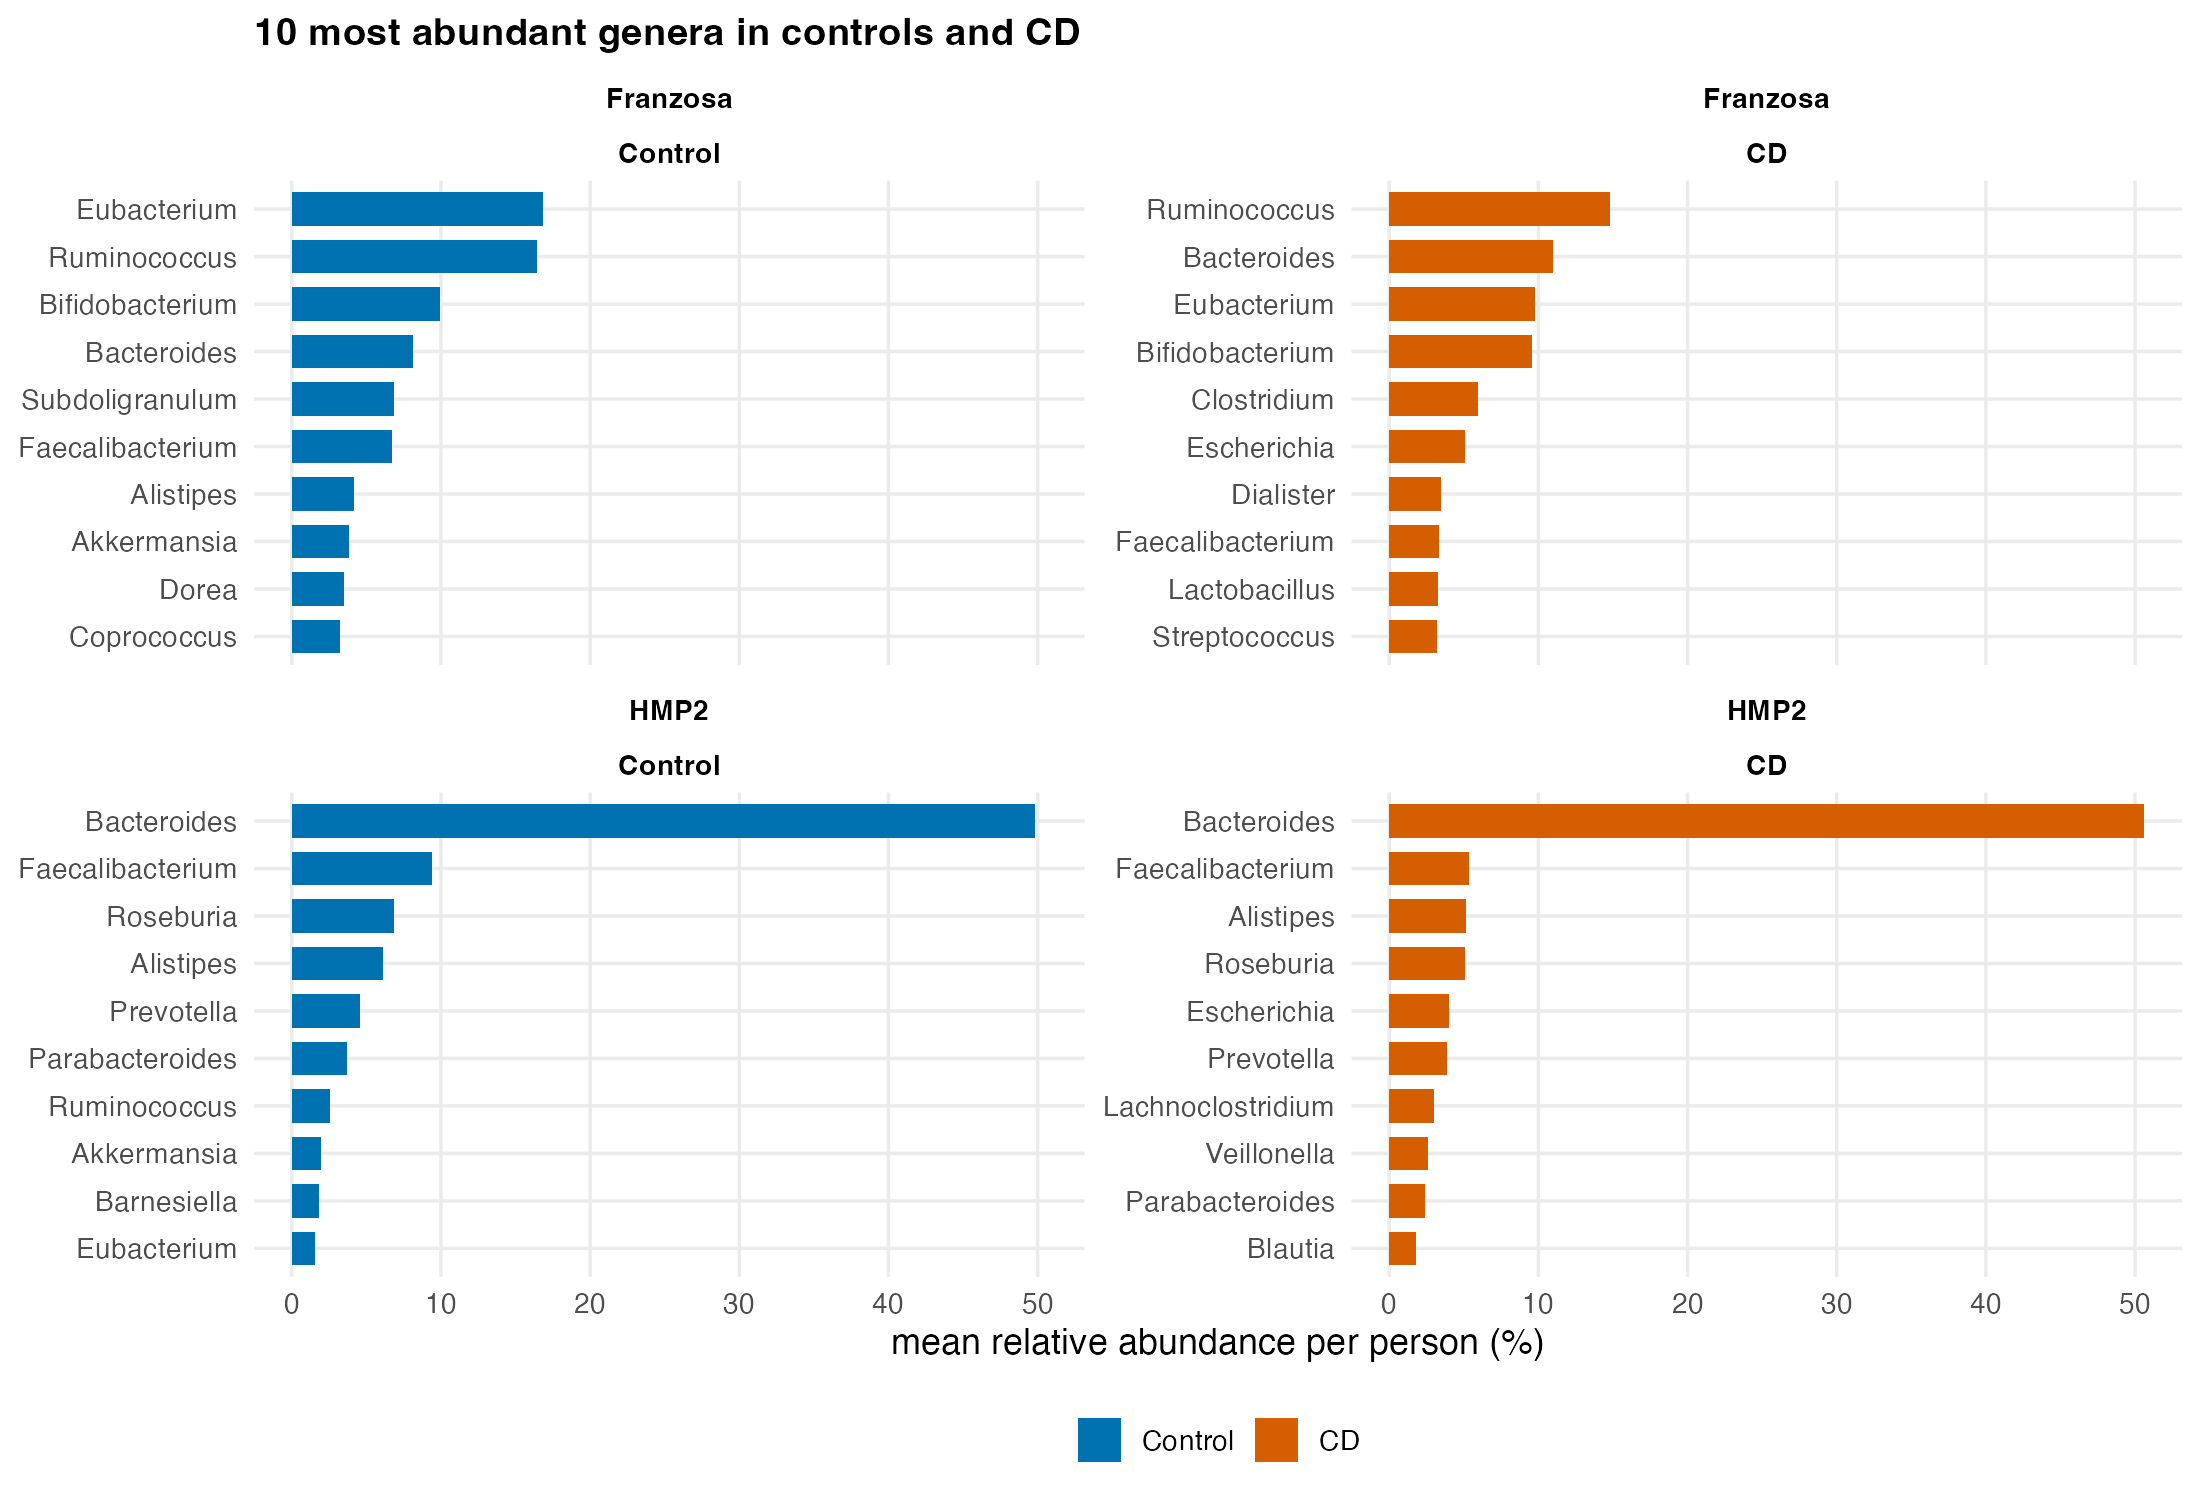 10 most abundant genera in controls and CD
Franzosa
Control
Eubacterium
Ruminococcus
Bifidobacterium
Bacteroides
Subdoligranulum
Faecalibacterium
Alistipes
Akkermansia
Dorea
Coprococcus
Franzosa
CD
Ruminococcus
Bacteroides
Eubacterium
Bifidobacterium
Clostridium
Escherichia
Dialister
Faecalibacterium
Lactobacillus
Streptococcus
HMP2
Control
Bacteroides
Faecalibacterium
Roseburia
Alistipes
Prevotella
Parabacteroides
Ruminococcus
Akkermansia
Barnesiella
Eubacterium
0 10 20 30 40 50
HMP2
CD
Bacteroides
Faecalibacterium
Alistipes
Roseburia
Escherichia
Prevotella
Lachnoclostridium
Veillonella
Parabacteroides
Blautia
0 10 20 30 40 50
mean relative abundance per person (%)
Control CD